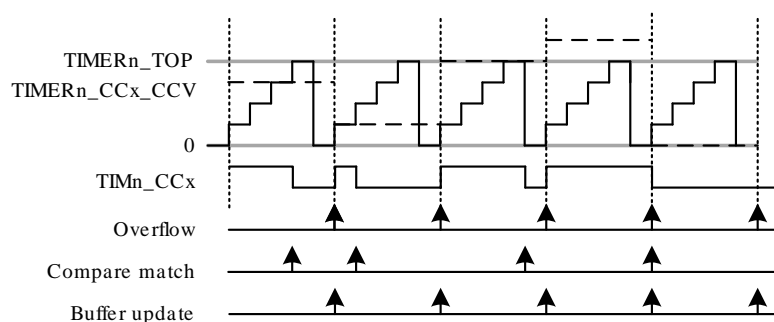 TIMERn_TOP
TIMERn_CCx_CCV
0
TIMn_CCx
Overflow
Compare match
Buffer update